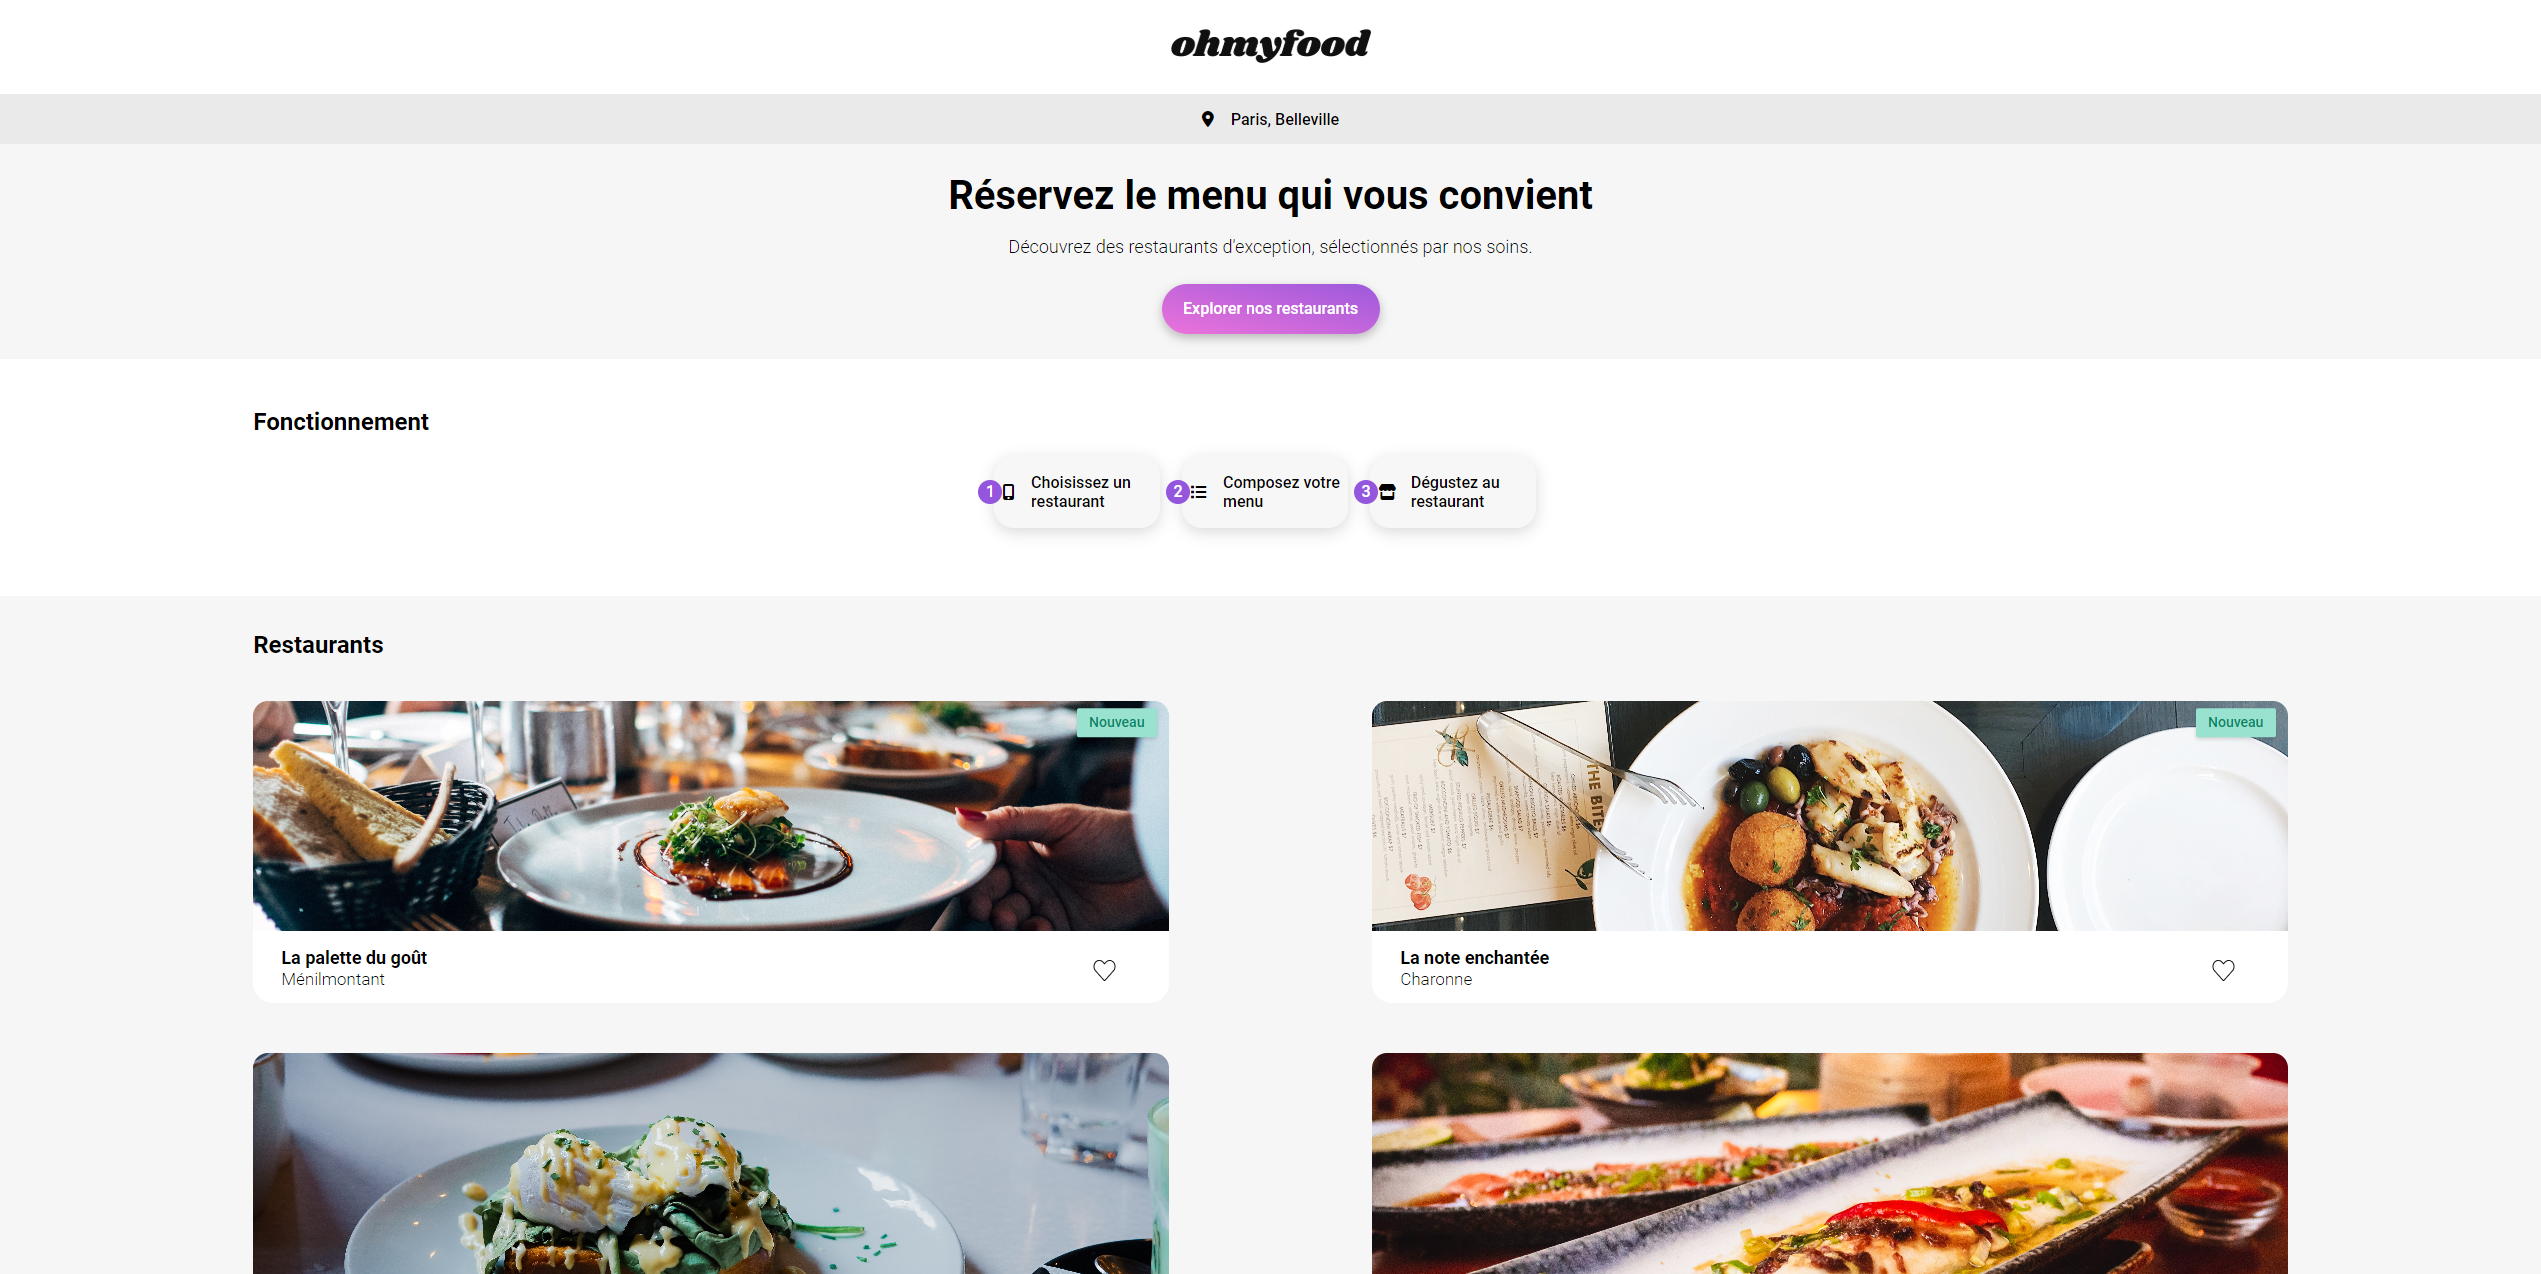 ohmyfood
Paris, Belleville
Réservez le menu qui vous convient
Découvrez des restaurants d'exception, sélectionnés par nos soins.
Explorer nos restaurants
Fonctionnement
1
Choisissez un
restaurant
2
Composez votre
menu
3
Dégustez au
restaurant
Restaurants
Nouveau
La palette du goût
Ménilmontant
Nouveau
THE BITE
La note enchantée
Charonne